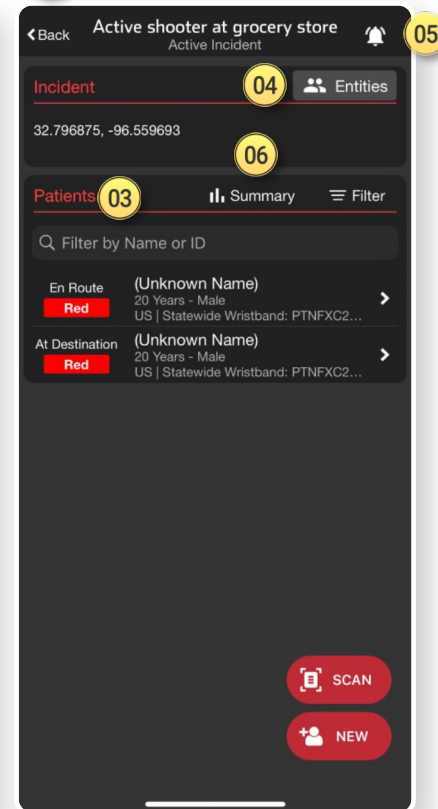 Back
Active shooter at grocery store
05
Active Incident
Incident
04
Entities
32.796875, -96.559693
06
Patients
03
Summary
Filter
Filter by Name or ID
En Route
Red
(Unknown Name)
20 Years - Male
US | Statewide Wristband: PTNFXC2...
At Destination
Red
(Unknown Name)
20 Years - Male
US | Statewide Wristband: PTNFXC2...
SCAN
NEW